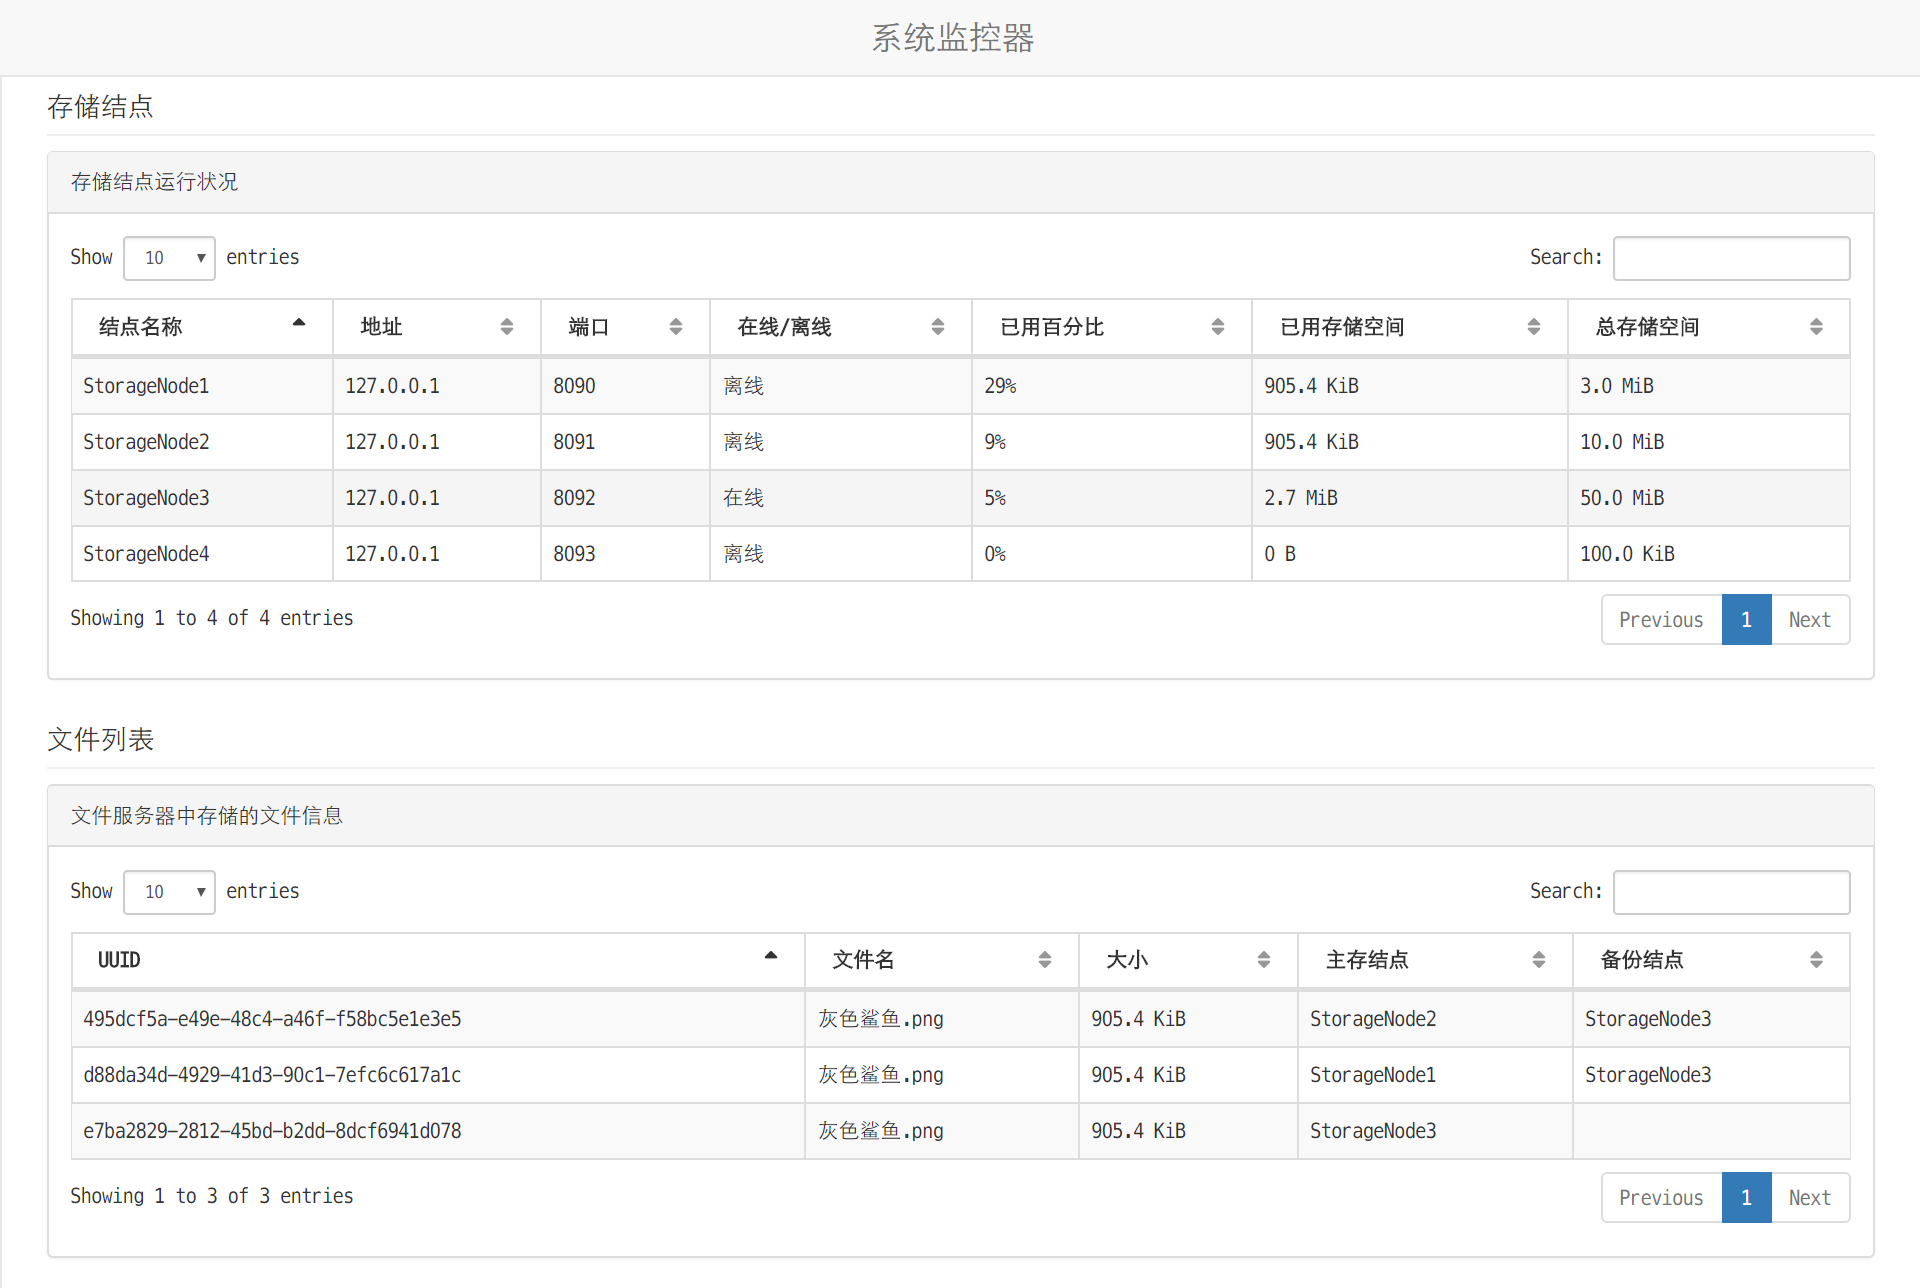 系统监控器
存储结点
存储结点运行状况
Show 10 entries Search:
结点名称 地址 端口 在线/离线 已用百分比 已用存储空间 总存储空间
StorageNode1 127.0.0.1 8090 离线 29% 905.4 KiB 3.0 MiB
StorageNode2 127.0.0.1 8091 离线 9% 905.4 KiB 10.0 MiB
StorageNode3 127.0.0.1 8092 在线 5% 2.7 MiB 50.0 MiB
StorageNode4 127.0.0.1 8093 离线 0% 0 B 100.0 KiB
Showing 1 to 4 of 4 entries Previous 1 Next
文件列表
文件服务器中存储的文件信息
Show 10 entries Search:
UUID 文件名 大小 主存结点 备份结点
495dcf5a-e49e-48c4-a46f-f58bc5e1e3e5 灰色鲨鱼.png 905.4 KiB StorageNode2 StorageNode3
d88da34d-4929-41d3-90c1-7efc6c617a1c 灰色鲨鱼.png 905.4 KiB StorageNode1 StorageNode3
e7ba2829-2812-45bd-b2dd-8dcf6941d078 灰色鲨鱼.png 905.4 KiB StorageNode3
Showing 1 to 3 of 3 entries Previous 1 Next